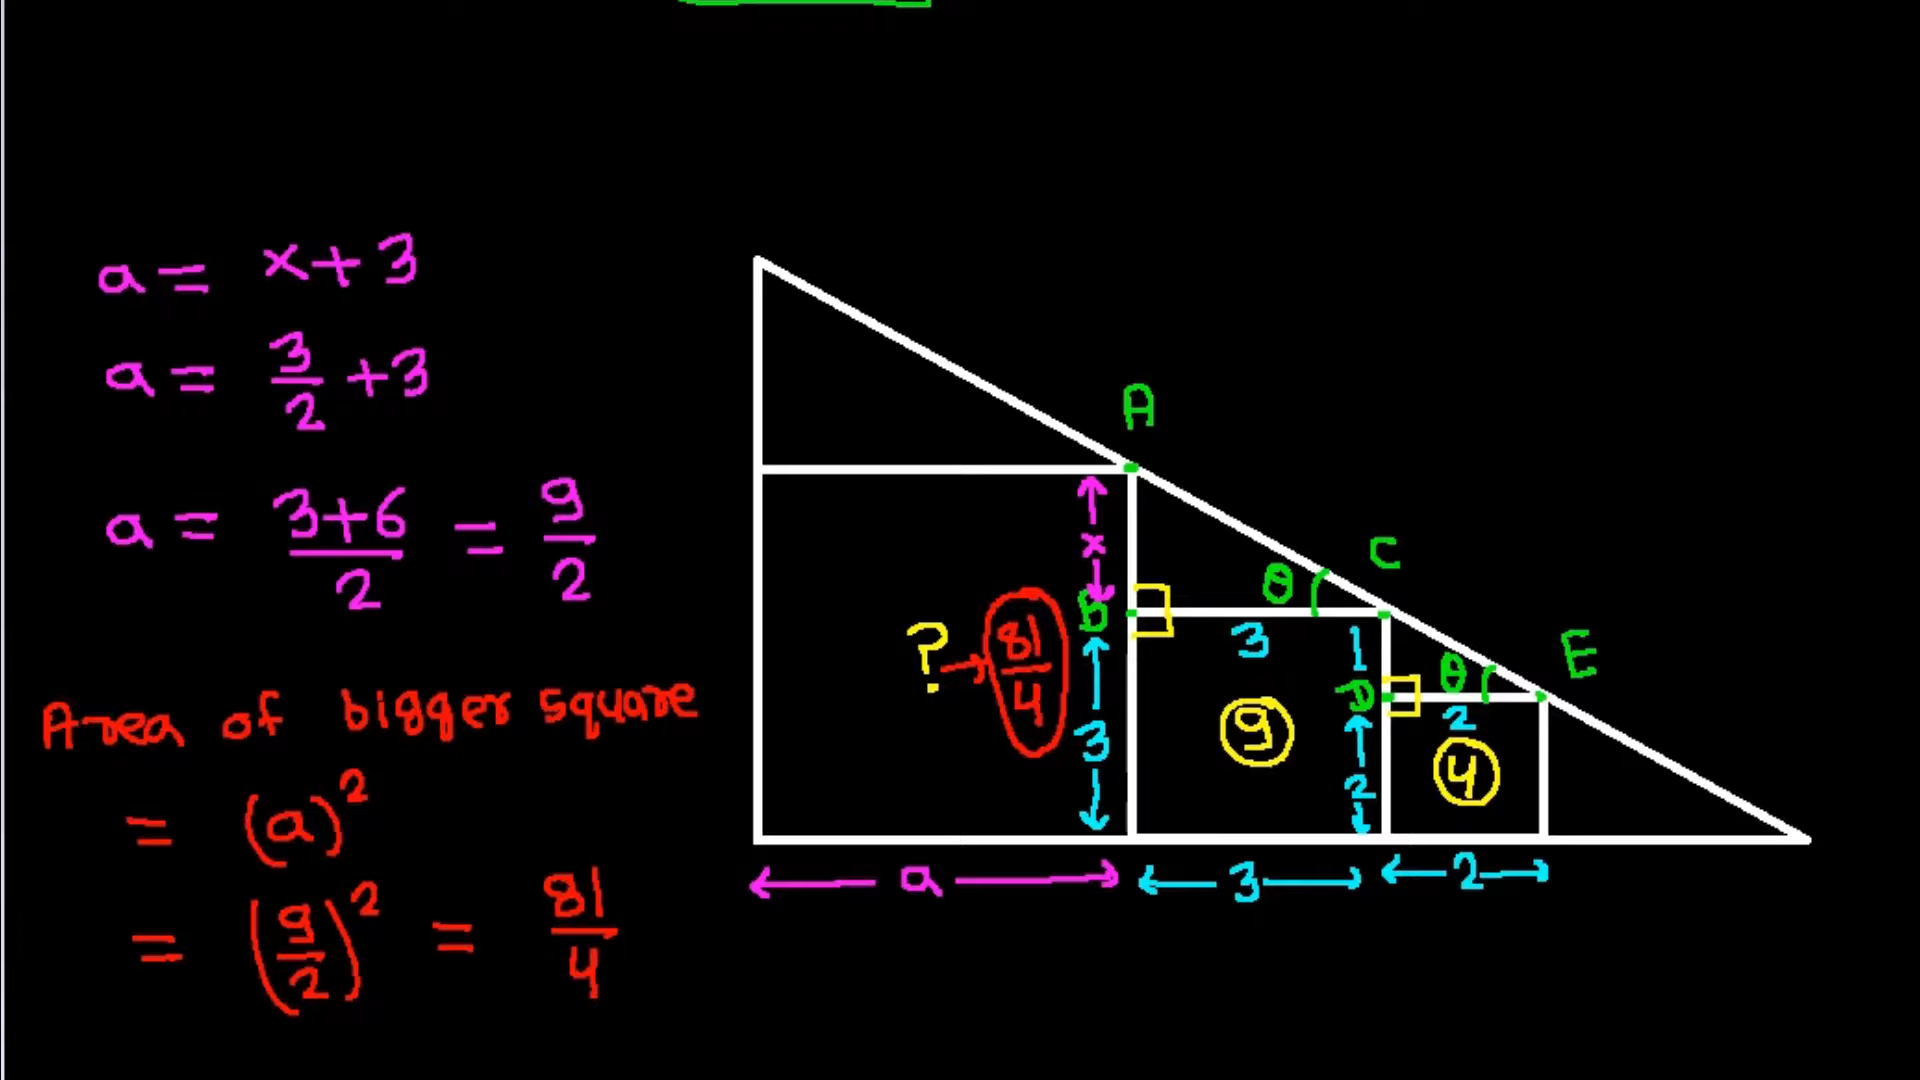 a = x+3
a = 3/2 +3
a = 3+6/2 = 9/2
Area of bigger square
= (a)²
= (9/2)² = 81/4
A
x
C
θ
B
3
1
E
? → 81/4
θ
D
2
3
9
2
4
a
3
2